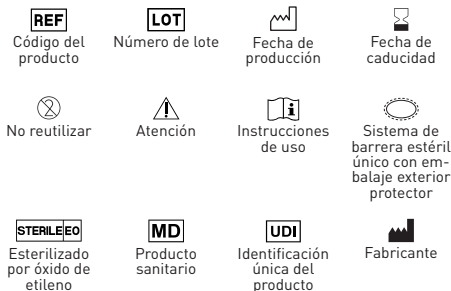 REF
Código del
producto
LOT
Número de lote
Fecha de
producción
Fecha de
caducidad
2
No reutilizar
Atención
i
Instrucciones
de uso
Sistema de
barrera estéril
único con em-
balaje exterior
protector
STERILE EO
Esterilizado
por óxido de
etileno
MD
Producto
sanitario
UDI
Identificación
única del
producto
Fabricante